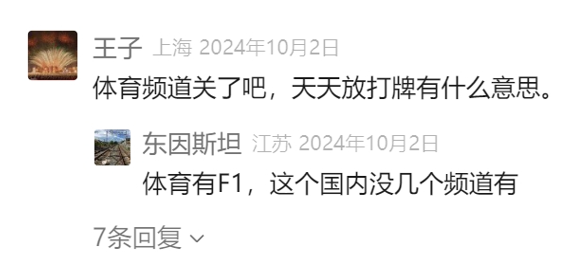 王子 上海 2024年10月2日
体育频道关了吧，天天放打牌有什么意思。
东因斯坦 江苏 2024年10月2日
体育有F1，这个国内没几个频道有
7条回复